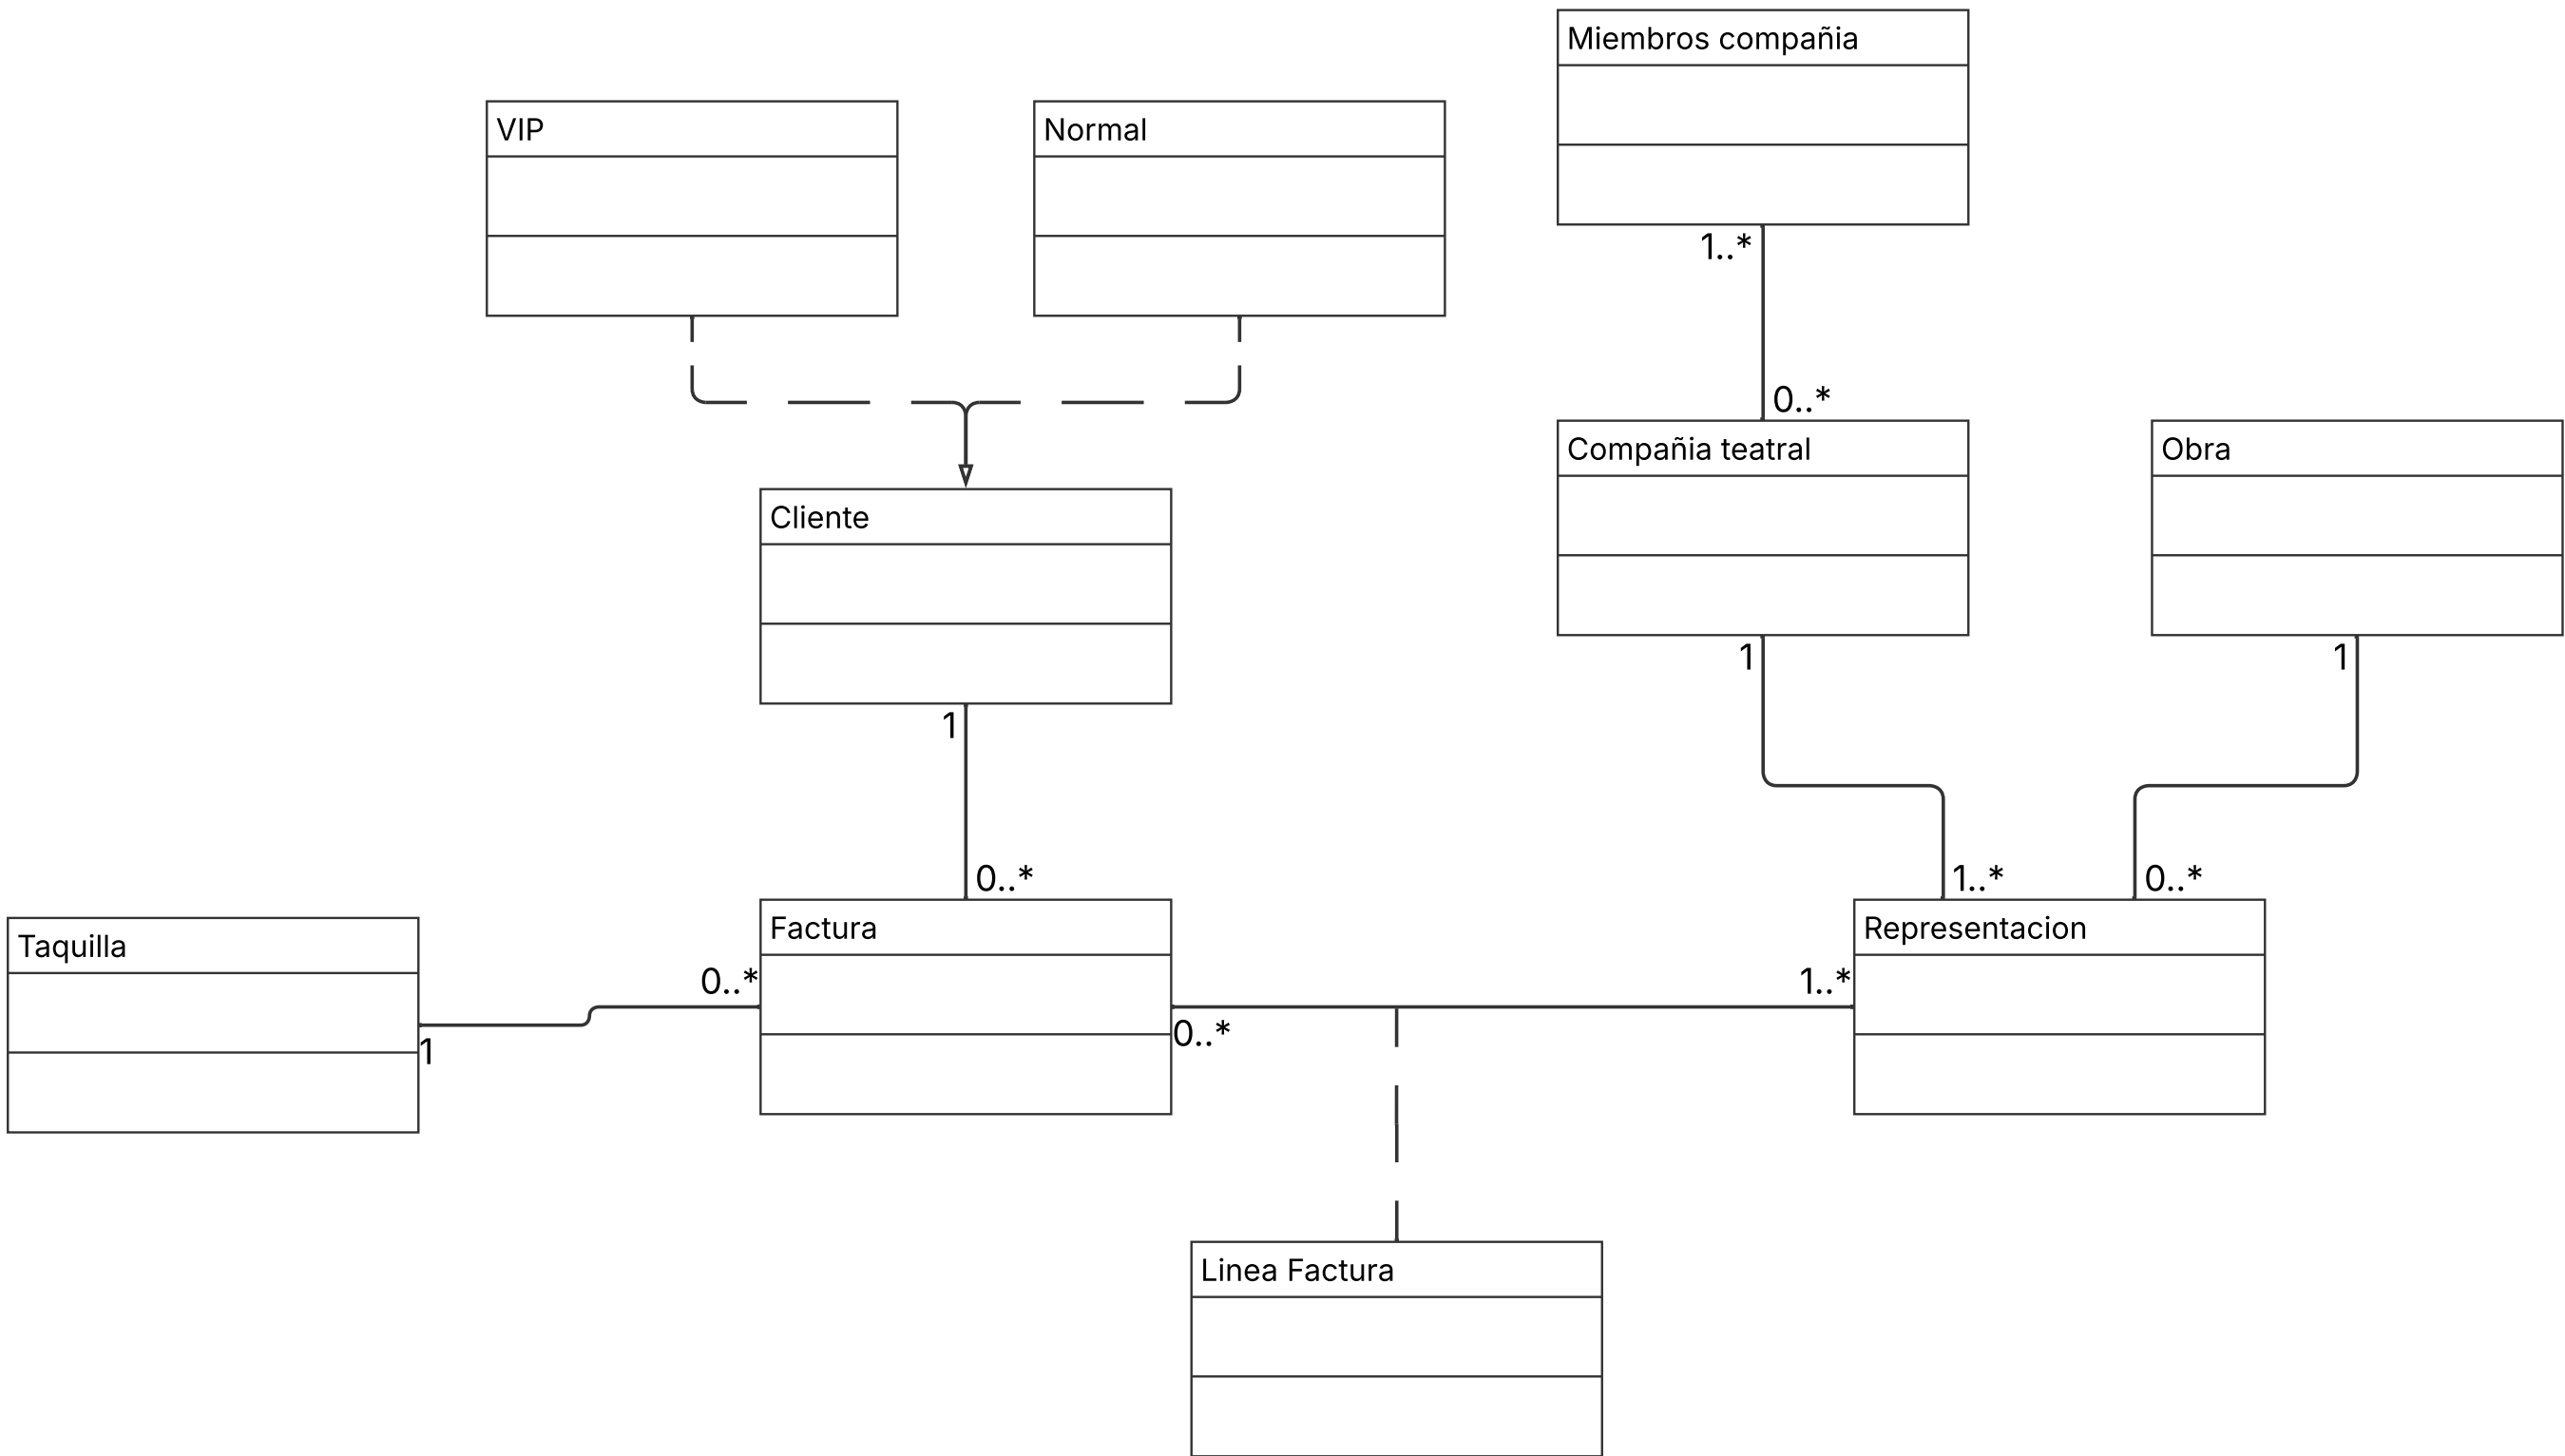 Miembros compañia
VIP
Normal
1..*
0..*
Compañia teatral
Obra
Cliente
1
1
1
0..*
1..*
0..*
Factura
Representacion
Taquilla
0..*
1..*
0..*
1
Linea Factura